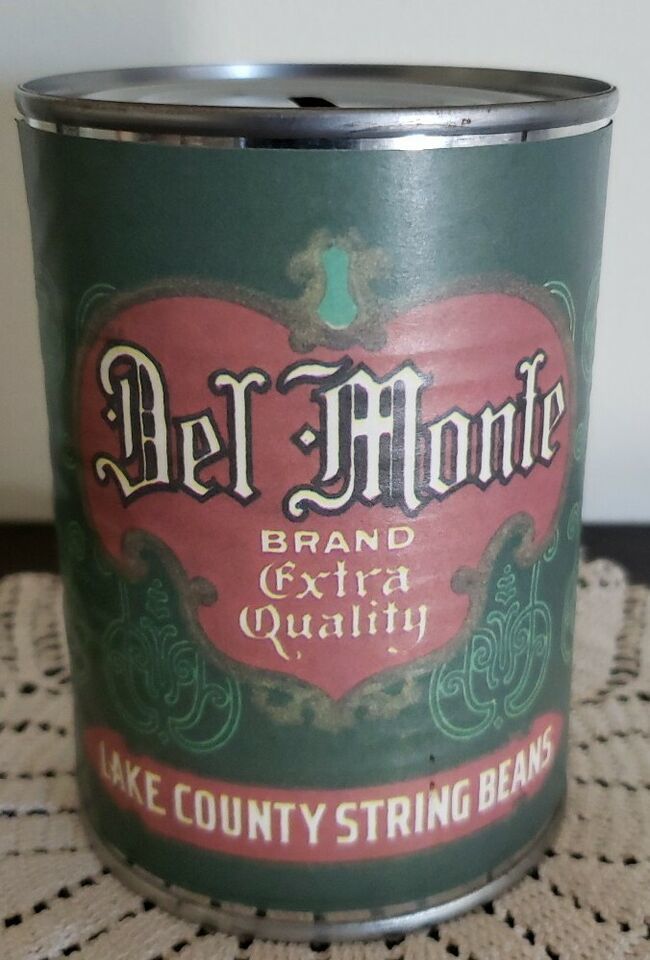 Del Monte
BRAND
Extra
Quality
LAKE COUNTY STRING BEANS